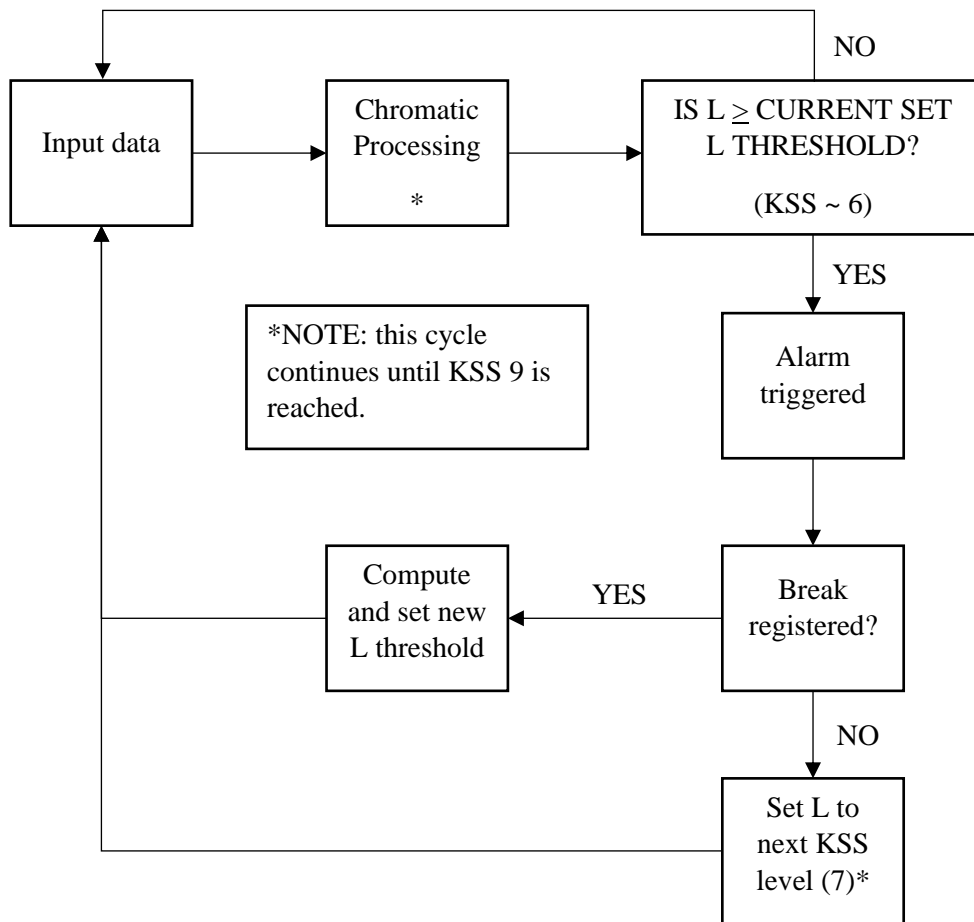 NO
Input data
Chromatic
Processing
*
IS L ≥ CURRENT SET
L THRESHOLD?
(KSS ~ 6)
YES
*NOTE: this cycle
continues until KSS 9 is
reached.
Alarm
triggered
Compute
and set new
L threshold
YES
Break
registered?
NO
Set L to
next KSS
level (7)*